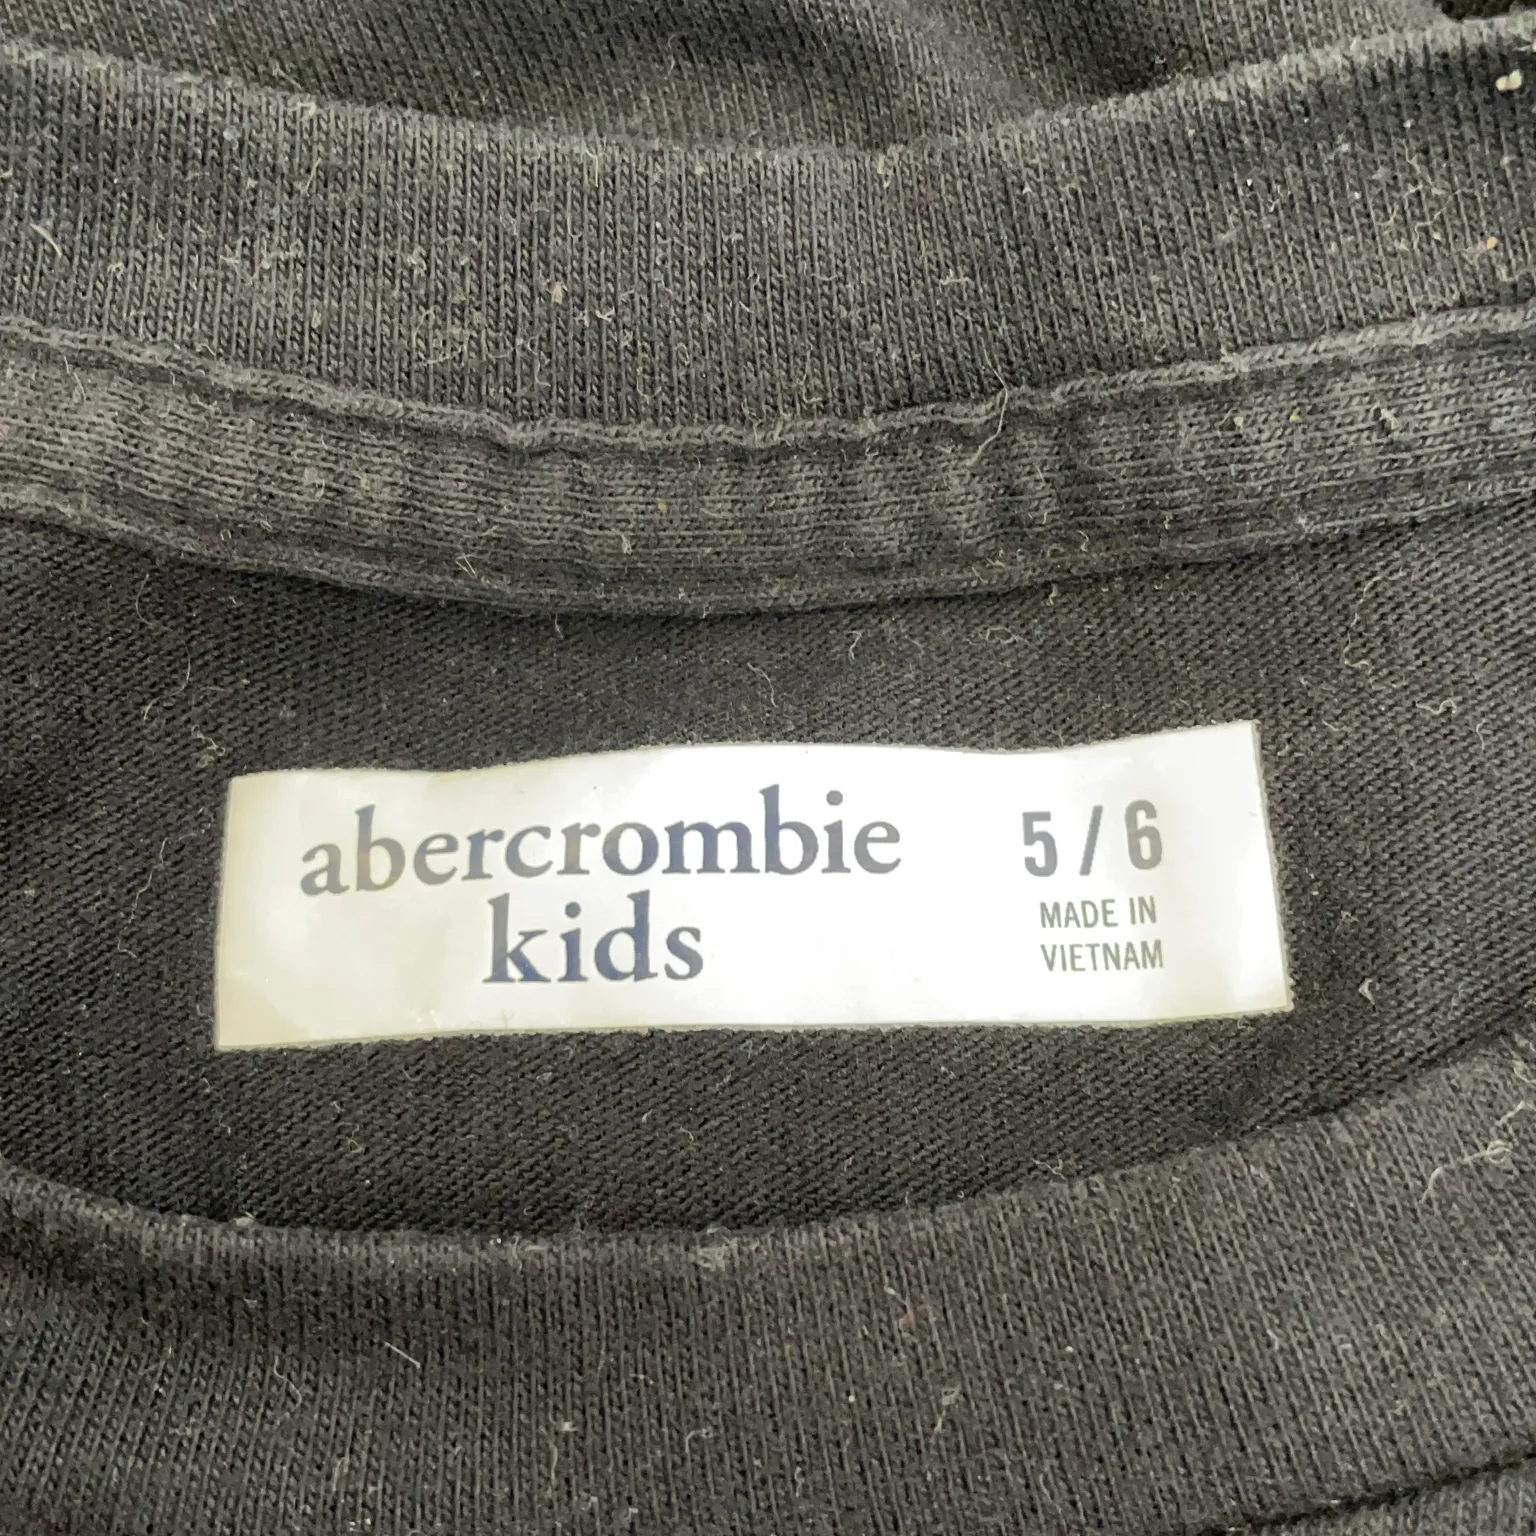 abercrombie
kids
5 / 6
MADE IN
VIETNAM